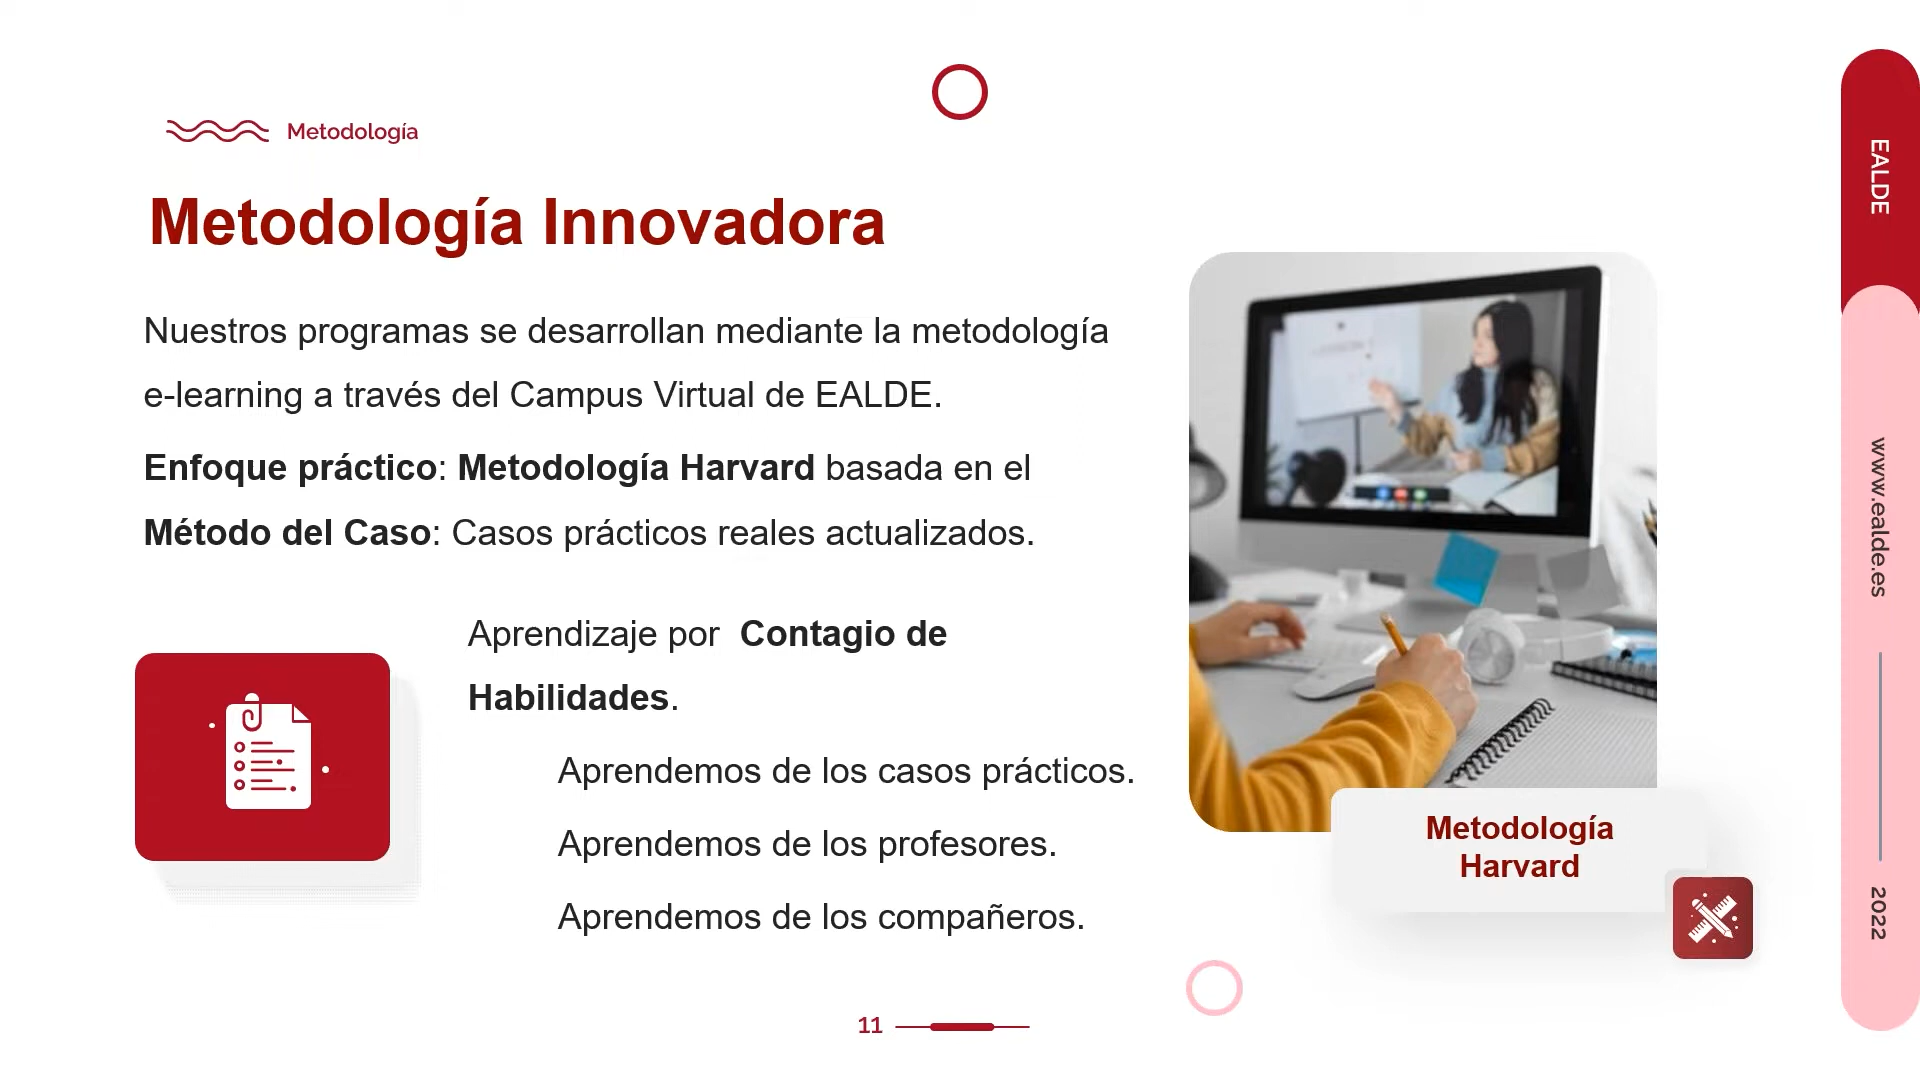 Metodología
Metodología Innovadora
Nuestros programas se desarrollan mediante la metodología
e-learning a través del Campus Virtual de EALDE.
Enfoque práctico: Metodología Harvard basada en el
Método del Caso: Casos prácticos reales actualizados.
Aprendizaje por Contagio de
Habilidades.
Aprendemos de los casos prácticos.
Aprendemos de los profesores.
Aprendemos de los compañeros.
Metodología
Harvard
11
EALDE
www.ealde.es
2022